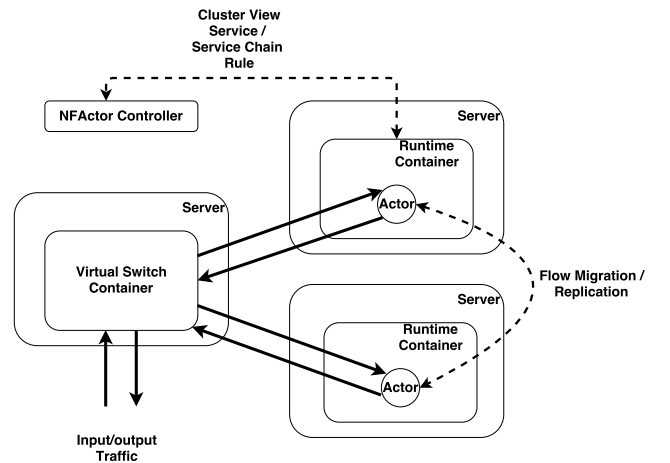 Cluster View
Service /
Service Chain
Rule
NFActor Controller
Server
Runtime
Container
Actor
Server
Virtual Switch
Container
Flow Migration /
Replication
Server
Runtime
Container
Actor
Input/output
Traffic